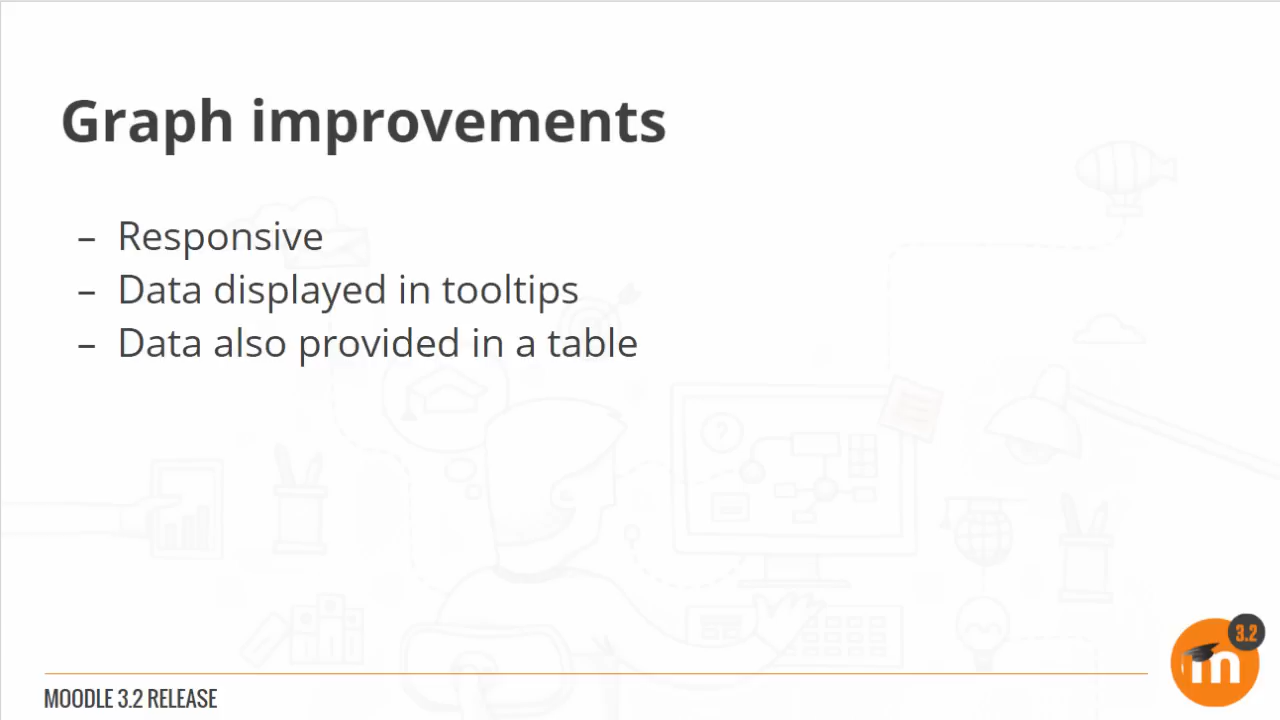 Graph improvements
– Responsive
– Data displayed in tooltips
– Data also provided in a table
?
3.2
m
MOODLE 3.2 RELEASE